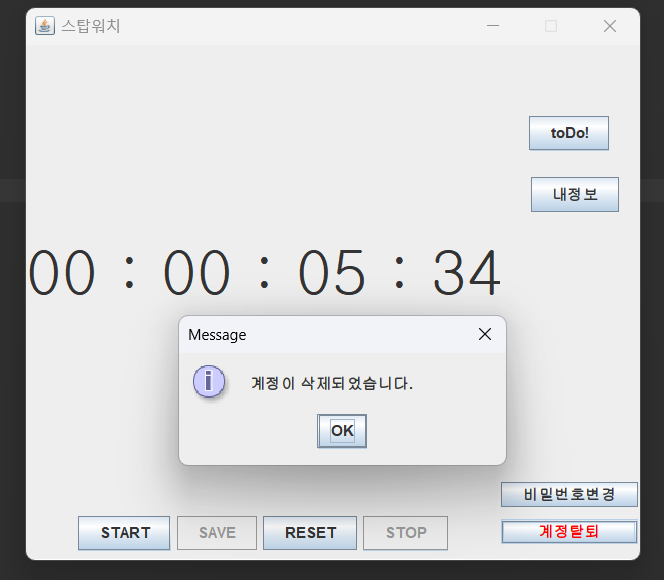 스탑워치
toDo!
내정보
00 : 00 : 05 : 34
Message
i
계정이 삭제되었습니다.
OK
비밀번호변경
START SAVE RESET STOP
계정탈퇴